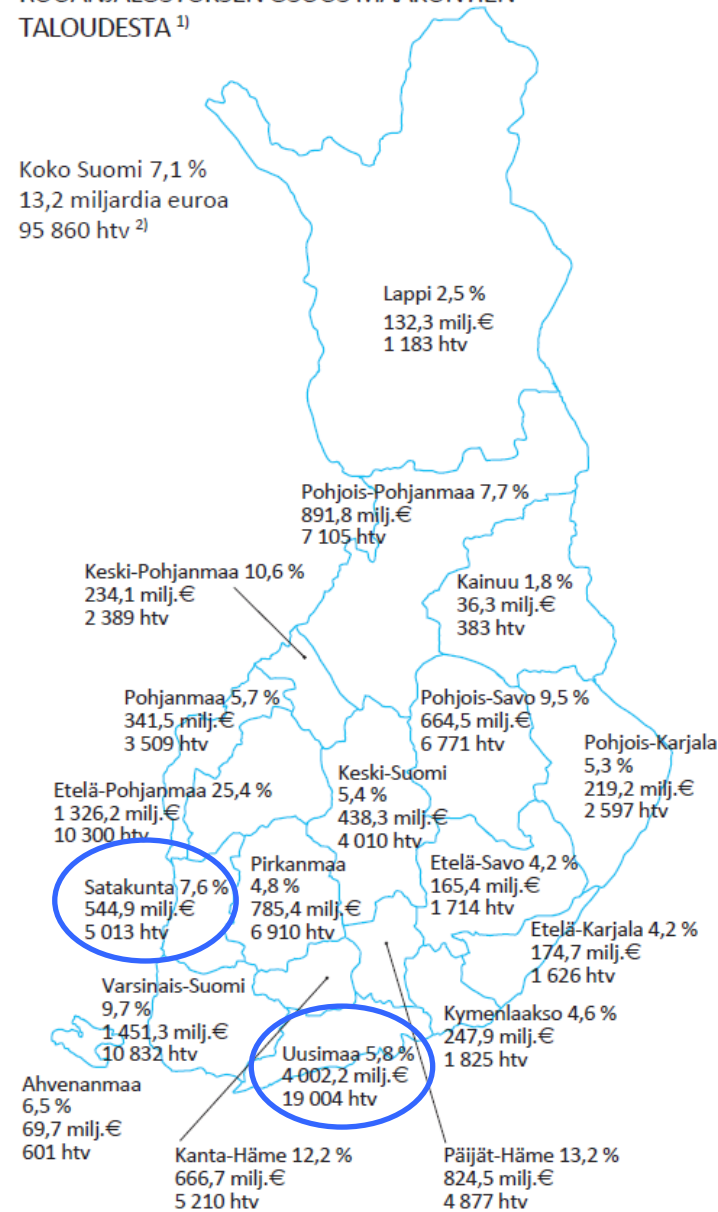 TALOUDESTA 1)
Koko Suomi 7,1 %
13,2 miljardia euroa
95 860 htv 2)
Lappi 2,5 %
132,3 milj.€
1 183 htv
Pohjois-Pohjanmaa 7,7 %
891,8 milj.€
7 105 htv
Keski-Pohjanmaa 10,6 %
234,1 milj.€
2 389 htv
Kainuu 1,8 %
36,3 milj.€
383 htv
Pohjanmaa 5,7 %
341,5 milj.€
3 509 htv
Pohjois-Savo 9,5 %
664,5 milj.€
6 771 htv
Pohjois-Karjala
5,3 %
219,2 milj.€
2 597 htv
Keski-Suomi
5,4 %
438,3 milj.€
4 010 htv
Etelä-Pohjanmaa 25,4 %
1 326,2 milj.€
10 300 htv
Satakunta 7,6 %
544,9 milj.€
5 013 htv
Pirkanmaa
4,8 %
785,4 milj.€
6 910 htv
Etelä-Savo 4,2 %
165,4 milj.€
1 714 htv
Etelä-Karjala 4,2 %
174,7 milj.€
1 626 htv
Varsinais-Suomi
9,7 %
1 451,3 milj.€
10 832 htv
Kymenlaakso 4,6 %
247,9 milj.€
1 825 htv
Uusimaa 5,8 %
4 002,2 milj.€
19 004 htv
Ahvenanmaa
6,5 %
69,7 milj.€
601 htv
Kanta-Häme 12,2 %
666,7 milj.€
5 210 htv
Päijät-Häme 13,2 %
824,5 milj.€
4 877 htv